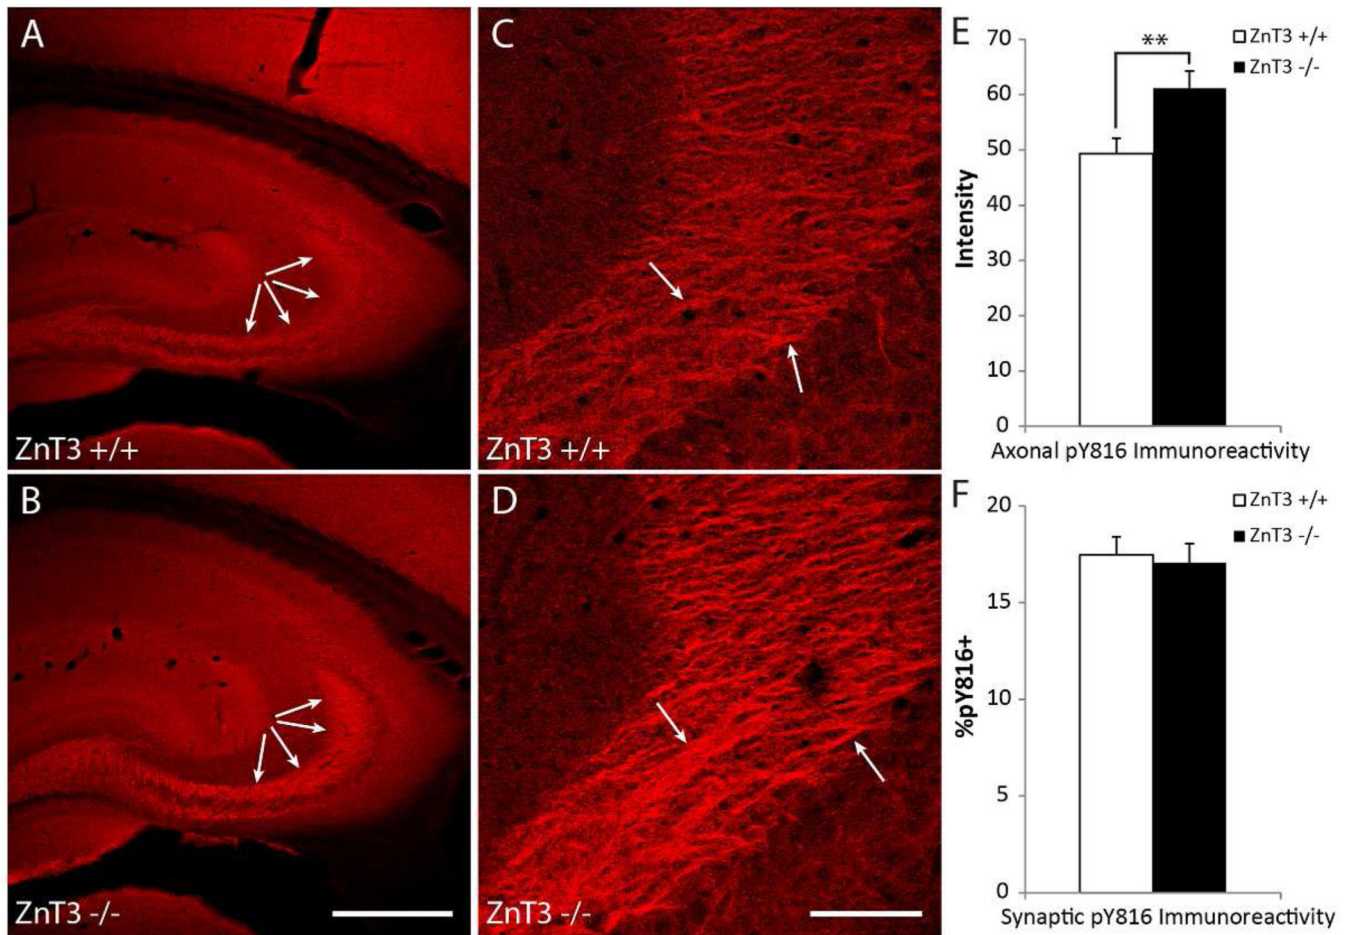 A
ZnT3 +/+
B
ZnT3 -/-
C
ZnT3 +/+
D
ZnT3 -/-
E
ZnT3 +/+
ZnT3 -/-
**
70
60
50
40
30
20
10
0
Intensity
Axonal pY816 Immunoreactivity
F
ZnT3 +/+
ZnT3 -/-
20
15
10
5
0
%pY816+
Synaptic pY816 Immunoreactivity